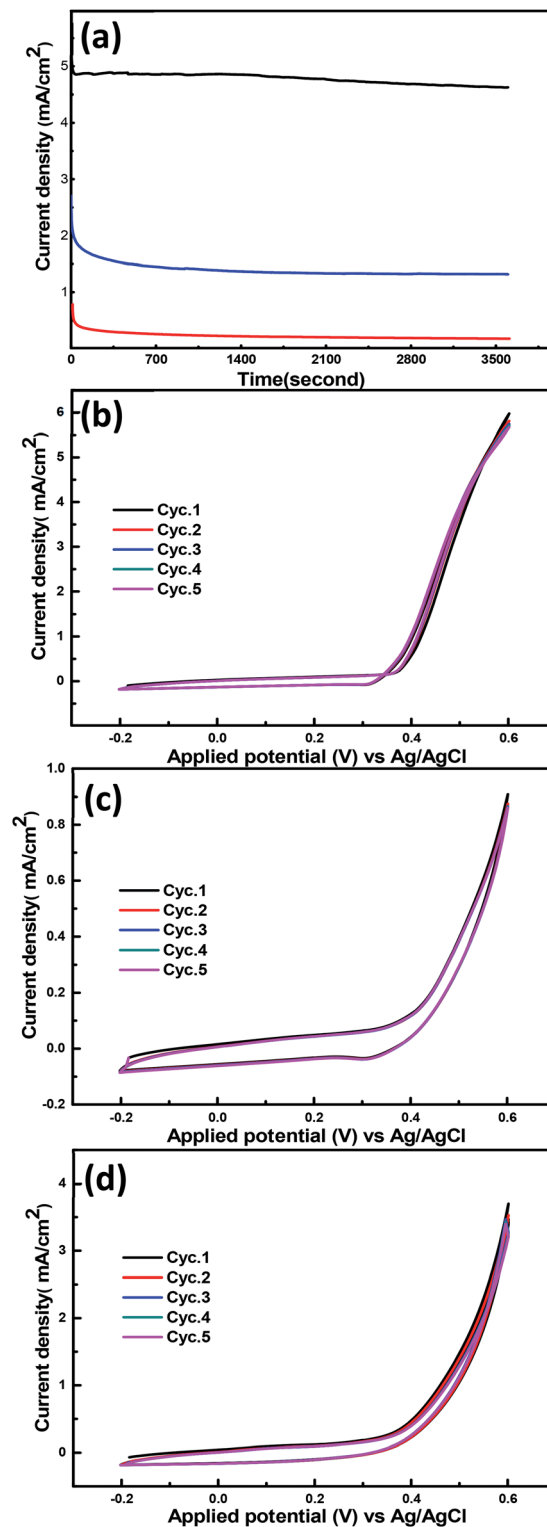 (a)
Current density (mA/cm2)
5
4
3
2
1
0 700 1400 2100 2800 3500
Time(second)
(b)
Current density( mA/cm2)
6
5
4
3
2
1
0
Cyc.1
Cyc.2
Cyc.3
Cyc.4
Cyc.5
-0.2 0.0 0.2 0.4 0.6
Applied potential (V) vs Ag/AgCl
(c)
Current density( mA/cm2)
1.0
0.8
0.6
0.4
0.2
0.0
-0.2
Cyc.1
Cyc.2
Cyc.3
Cyc.4
Cyc.5
-0.2 0.0 0.2 0.4 0.6
Applied potential (V) vs Ag/AgCl
(d)
Current density( mA/cm2)
4
3
2
1
0
Cyc.1
Cyc.2
Cyc.3
Cyc.4
Cyc.5
-0.2 0.0 0.2 0.4 0.6
Applied potential (V) vs Ag/AgCl